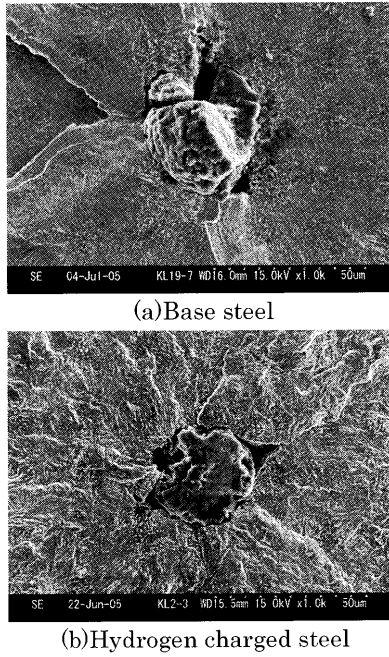 SE 04-Jul-05 KL19-7 WD16.0mm 15.0kV x1.0k 50um
(a)Base steel
SE 22-Jun-05 KL2-3 WD15.5mm 15.0kV x1.0k 50um
(b)Hydrogen charged steel